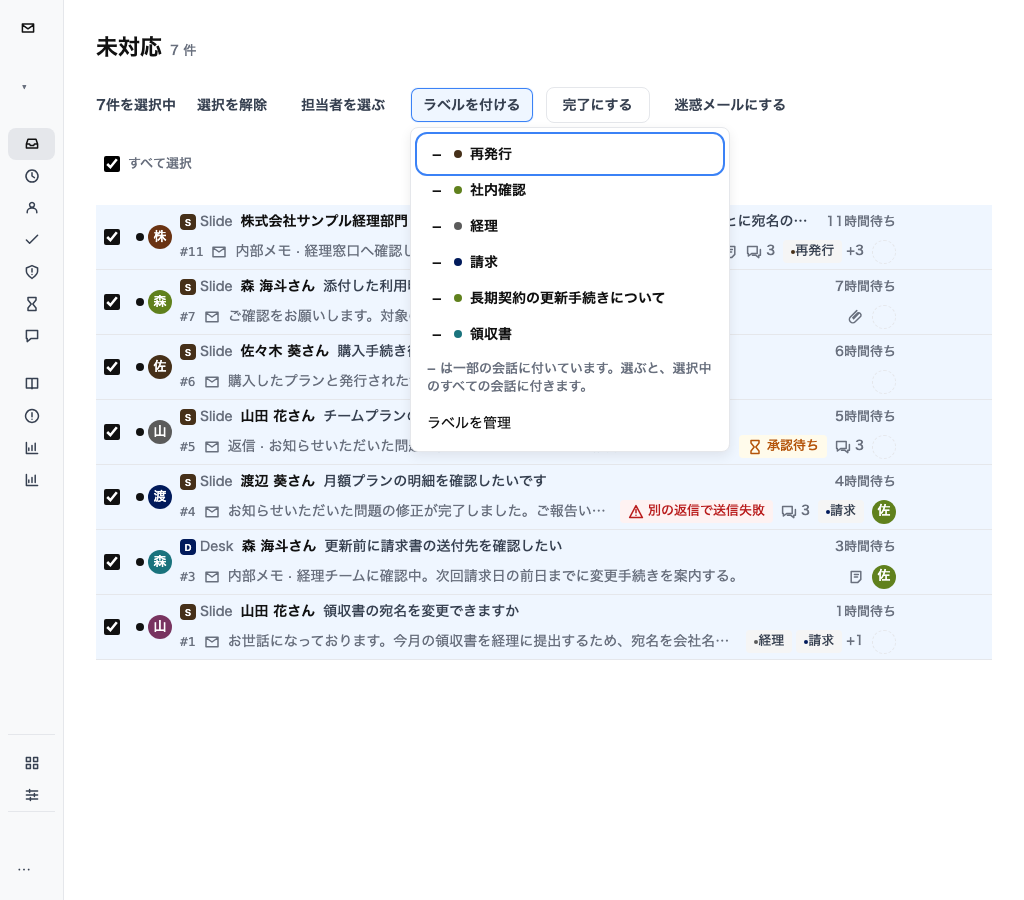 未対応 7 件
7件を選択中 選択を解除 担当者を選ぶ ラベルを付ける 完了にする 迷惑メールにする
すべて選択
– 再発行
– 社内確認
– 経理
– 請求
– 長期契約の更新手続きについて
– 領収書
– は一部の会話に付いています。選ぶと、選択中
のすべての会話に付きます。
ラベルを管理
株 S Slide 株式会社サンプル経理部門 とに宛名の… 11時間待ち
#11 内部メモ · 経理窓口へ確認し 3 •再発行 +3
森 S Slide 森 海斗さん 添付した利用 7時間待ち
#7 ご確認をお願いします。対象
佐 S Slide 佐々木 葵さん 購入手続き 6時間待ち
#6 購入したプランと発行された
山 S Slide 山田 花さん チームプランの 5時間待ち
#5 返信 · お知らせいただいた問 承認待ち 3
渡 S Slide 渡辺 葵さん 月額プランの明細を確認したいです 4時間待ち
#4 お知らせいただいた問題の修正が完了しました。ご報告い… 別の返信で送信失敗 3 •請求 佐
森 D Desk 森 海斗さん 更新前に請求書の送付先を確認したい 3時間待ち
#3 内部メモ · 経理チームに確認中。次回請求日の前日までに変更手続きを案内する。 佐
山 S Slide 山田 花さん 領収書の宛名を変更できますか 1時間待ち
#1 お世話になっております。今月の領収書を経理に提出するため、宛名を会社名… •経理 •請求 +1